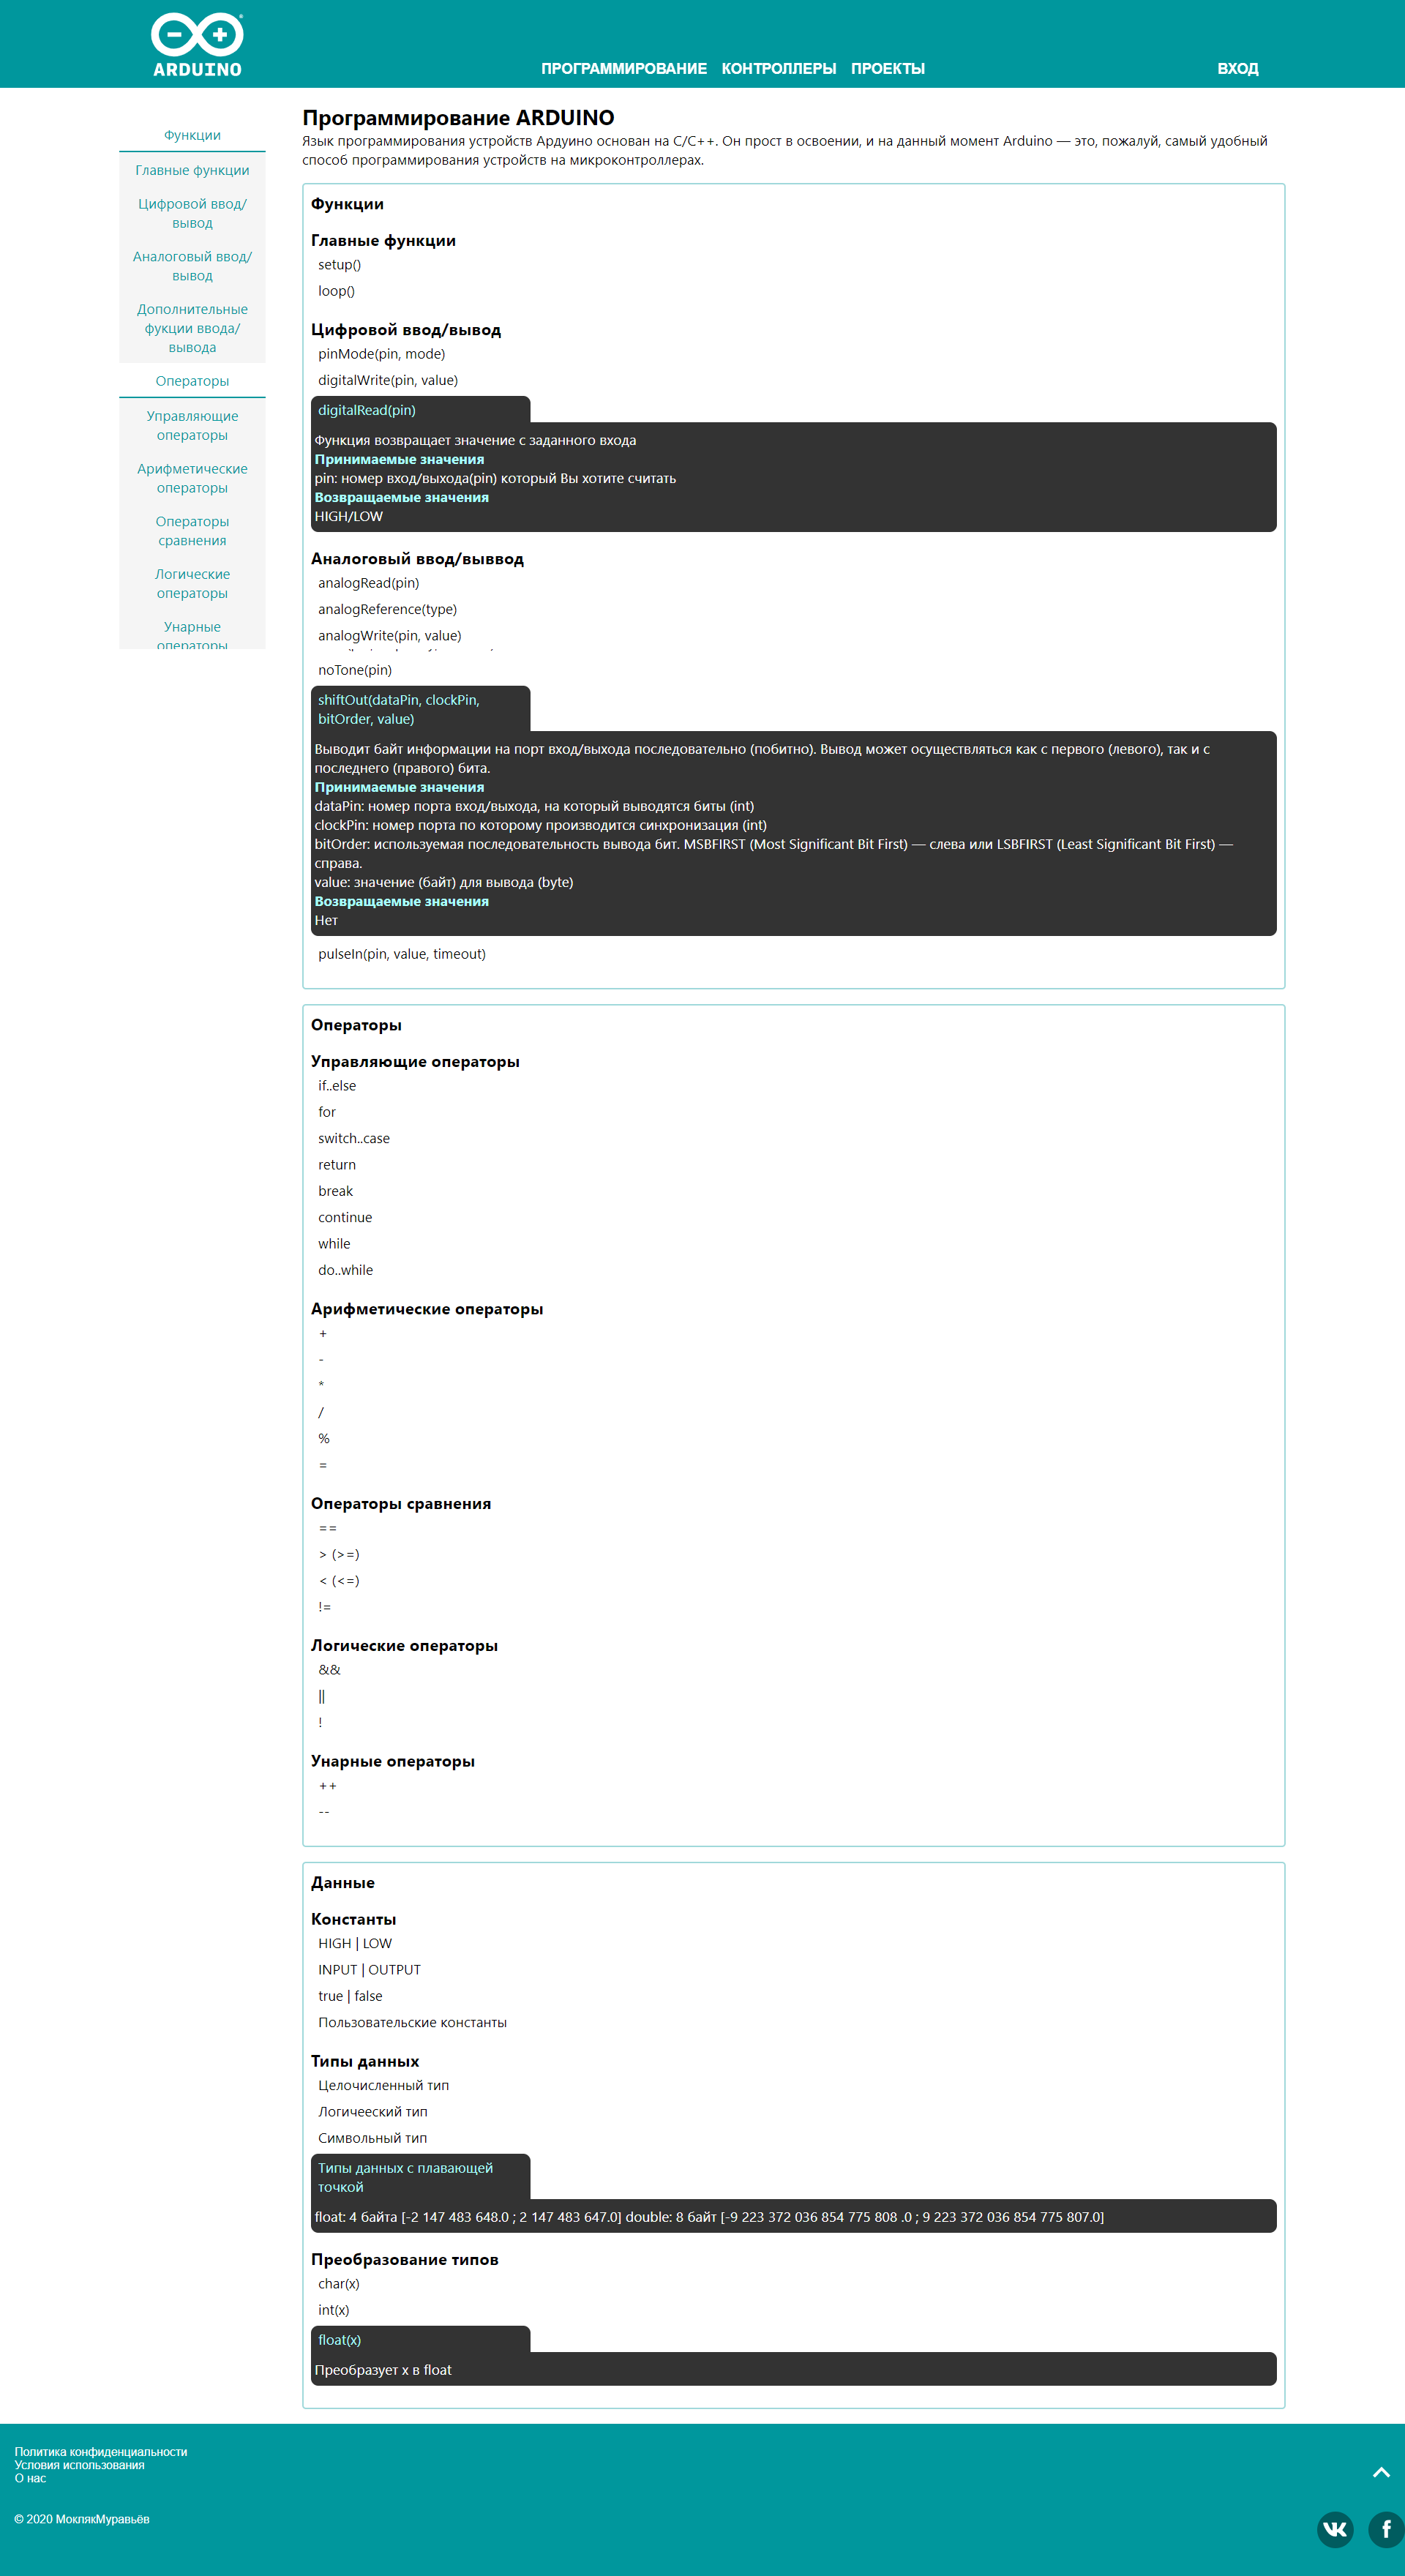 ARDUINO
ПРОГРАММИРОВАНИЕ КОНТРОЛЛЕРЫ ПРОЕКТЫ
ВХОД
Функции
Главные функции
Цифровой ввод/
вывод
Аналоговый ввод/
вывод
Дополнительные
фукции ввода/
вывода
Операторы
Управляющие
операторы
Арифметические
операторы
Операторы
сравнения
Логические
операторы
Унарные
операторы
Программирование ARDUINO
Язык программирования устройств Ардуино основан на C/C++. Он прост в освоении, и на данный момент Arduino — это, пожалуй, самый удобный
способ программирования устройств на микроконтроллерах.
Функции
Главные функции
setup()
loop()
Цифровой ввод/вывод
pinMode(pin, mode)
digitalWrite(pin, value)
digitalRead(pin)
Функция возвращает значение с заданного входа
Принимаемые значения
pin: номер вход/выхода(pin) который Вы хотите считать
Возвращаемые значения
HIGH/LOW
Аналоговый ввод/выввод
analogRead(pin)
analogReference(type)
analogWrite(pin, value)
noTone(pin)
shiftOut(dataPin, clockPin,
bitOrder, value)
Выводит байт информации на порт вход/выхода последовательно (побитно). Вывод может осуществляться как с первого (левого), так и с
последнего (правого) бита.
Принимаемые значения
dataPin: номер порта вход/выхода, на который выводятся биты (int)
clockPin: номер порта по которому производится синхронизация (int)
bitOrder: используемая последовательность вывода бит. MSBFIRST (Most Significant Bit First) — слева или LSBFIRST (Least Significant Bit First) —
справа.
value: значение (байт) для вывода (byte)
Возвращаемые значения
Нет
pulseIn(pin, value, timeout)
Операторы
Управляющие операторы
if..else
for
switch..case
return
break
continue
while
do..while
Арифметические операторы
+
-
*
/
%
=
Операторы сравнения
==
> (>=)
< (<=)
!=
Логические операторы
&&
||
!
Унарные операторы
++
--
Данные
Константы
HIGH | LOW
INPUT | OUTPUT
true | false
Пользовательские константы
Типы данных
Целочисленный тип
Логичееский тип
Символьный тип
Типы данных с плавающей
точкой
float: 4 байта [-2 147 483 648.0 ; 2 147 483 647.0] double: 8 байт [-9 223 372 036 854 775 808 .0 ; 9 223 372 036 854 775 807.0]
Преобразование типов
char(x)
int(x)
float(x)
Преобразует x в float
Политика конфиденциальности
Условия использования
О нас
© 2020 МоклякМуравьёв